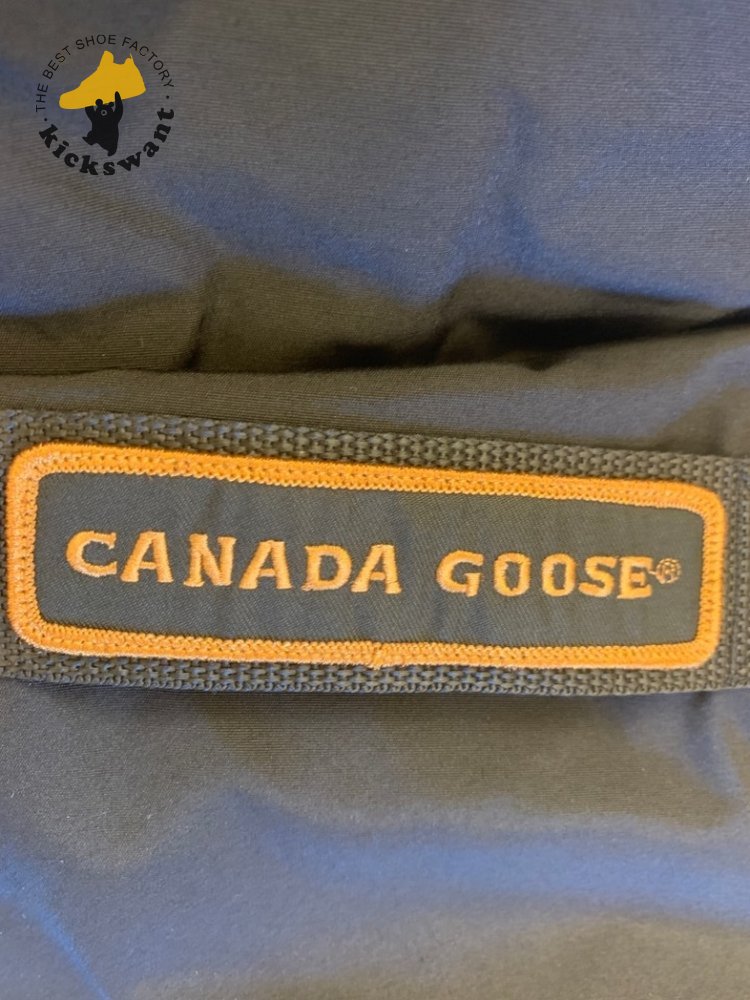 THE BEST SHOE FACTORY
kickswant
CANADA GOOSE®